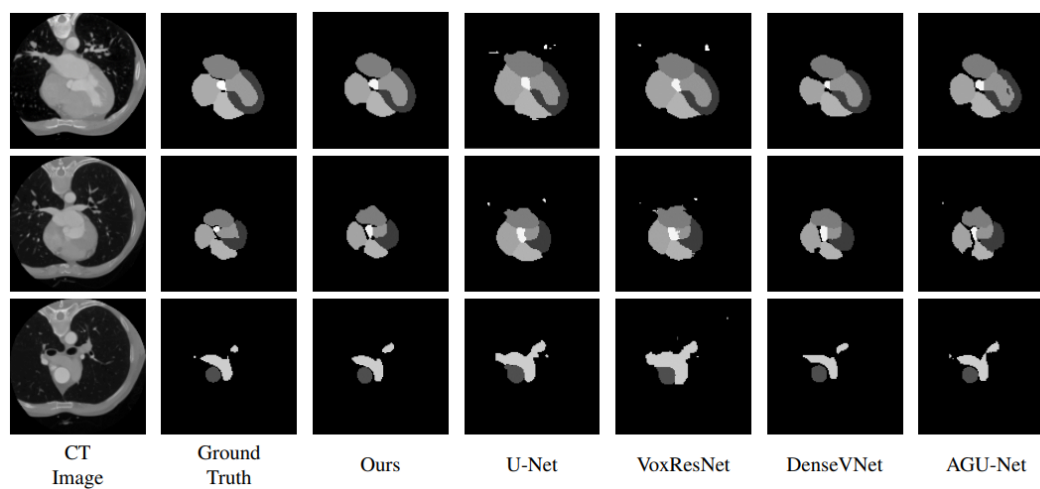 CT
Image
Ground
Truth
Ours
U-Net
VoxResNet
DenseVNet
AGU-Net